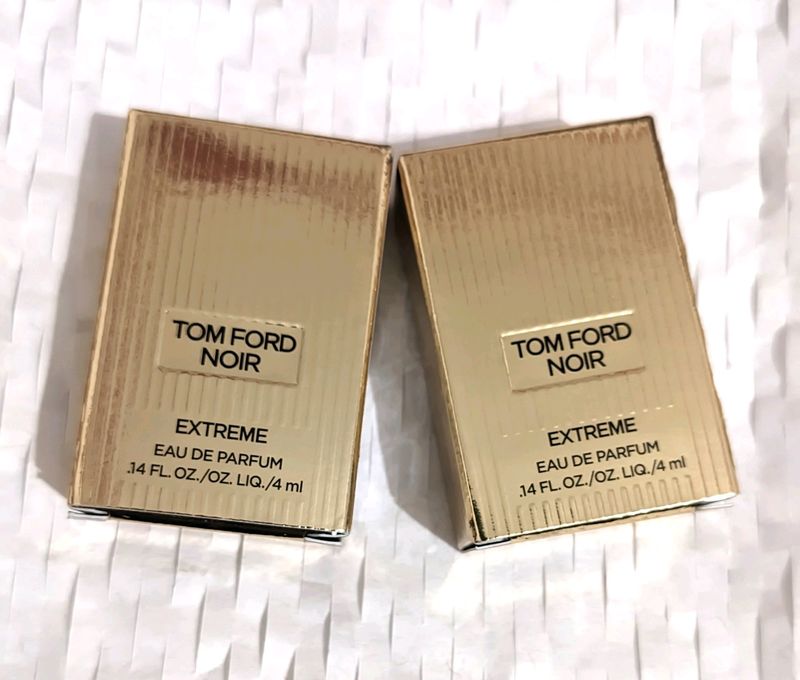 TOM FORD
NOIR
EXTREME
EAU DE PARFUM
.14 FL. OZ./OZ. LIQ./4 ml
TOM FORD
NOIR
EXTREME
EAU DE PARFUM
.14 FL. OZ./OZ. LIQ./4 ml